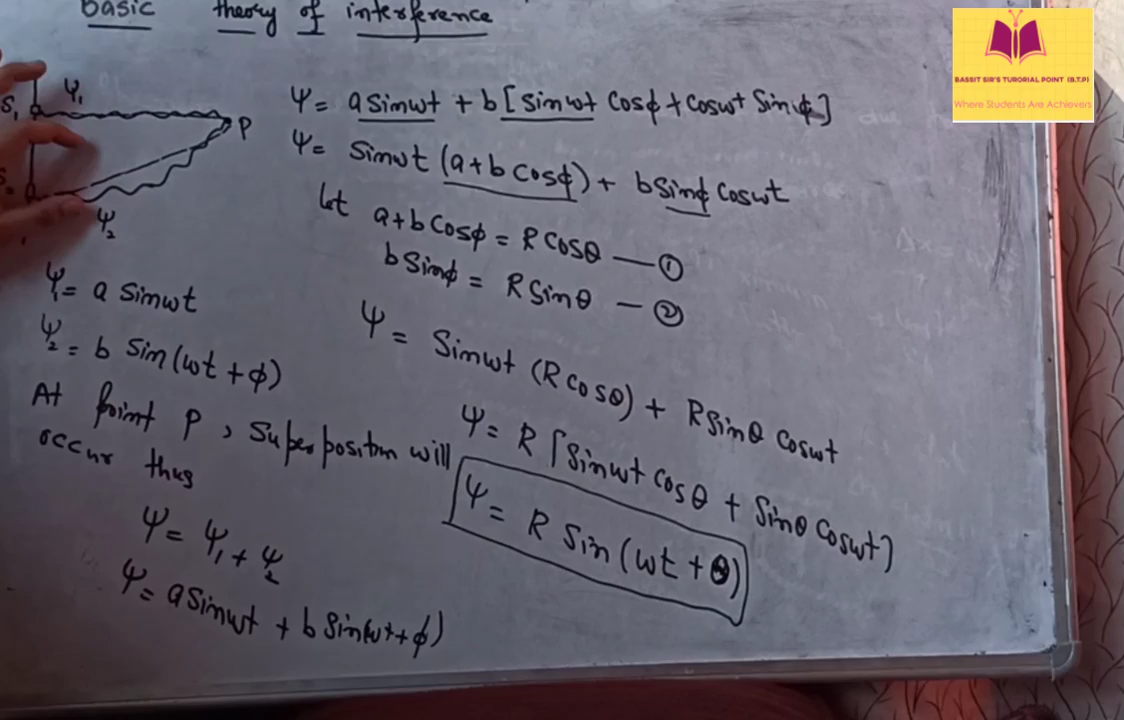 basic theory of interference
BASSIT SIR'S TURORIAL POINT (B.T.P)
Where Students Are Achievers
S₁ ψ₁
P
ψ₂
ψ₁ = a Sinωt
ψ₂ = b Sin(ωt + ϕ)
At point P, Superposition will
occur thus
ψ = ψ₁ + ψ₂
ψ = a Sinωt + b Sin(ωt + ϕ)
ψ = a Sinωt + b [Sinωt Cosϕ + Cosωt Sinϕ]
ψ = Sinωt (a + b Cosϕ) + b Sinϕ Cosωt
let a + b Cosϕ = R Cosθ — ①
b Sinϕ = R Sinθ — ②
ψ = Sinωt (R Cosθ) + R Sinθ Cosωt
ψ = R [Sinωt Cosθ + Sinθ Cosωt]
ψ = R Sin(ωt + θ)